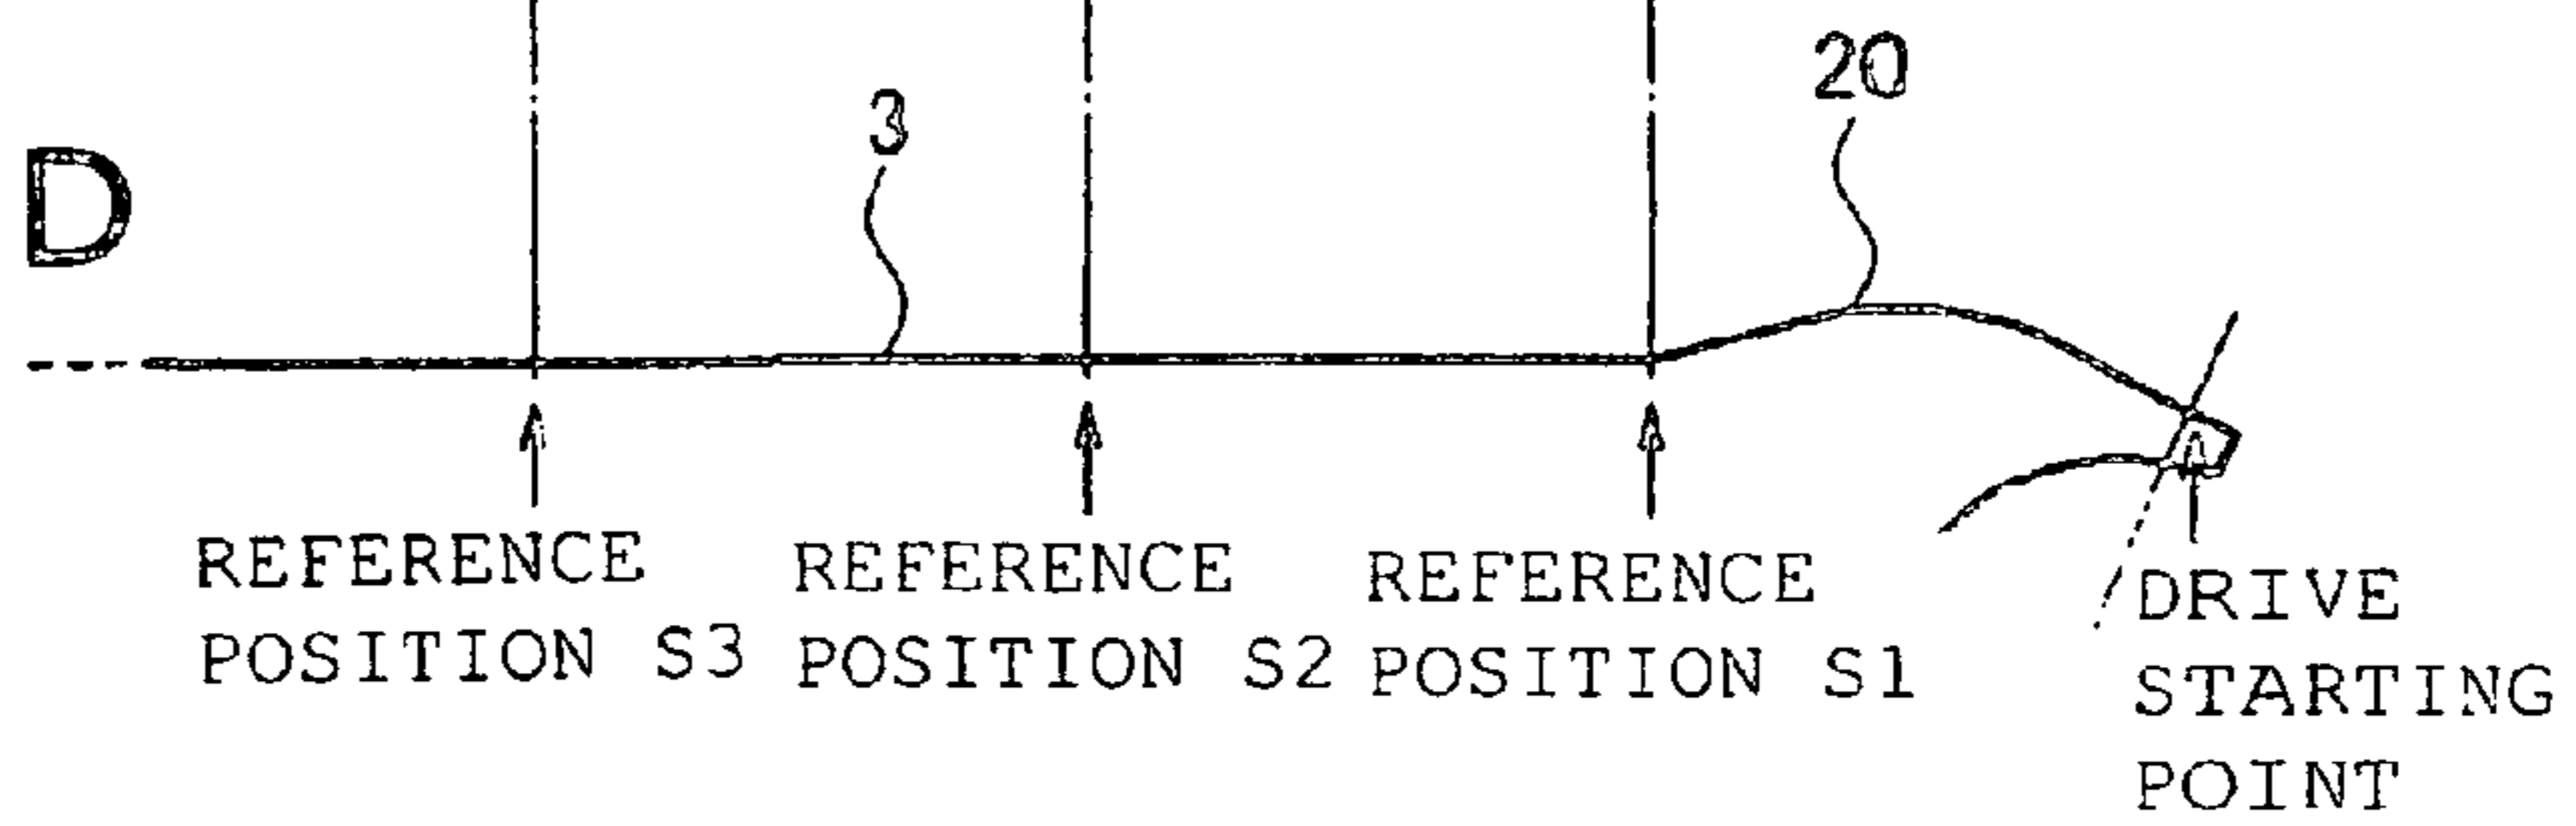 20
3
D
REFERENCE
POSITION S3
REFERENCE
POSITION S2
REFERENCE
POSITION S1
DRIVE
STARTING
POINT